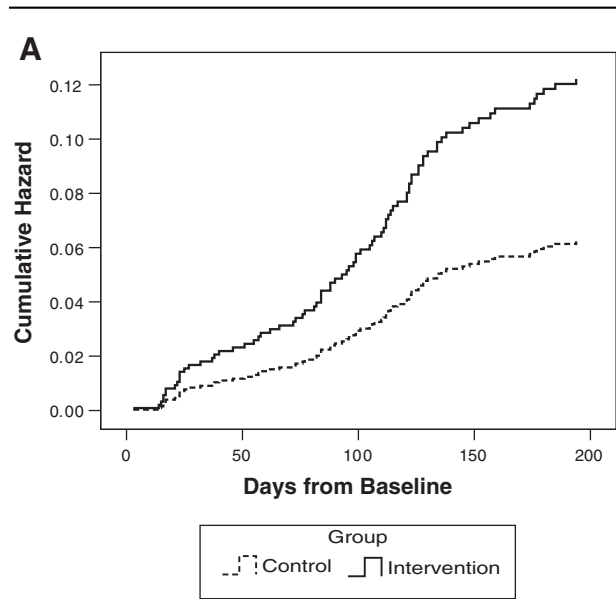 A
0.12
0.10
0.08
0.06
0.04
0.02
0.00
Cumulative Hazard
0 50 100 150 200
Days from Baseline
Group
Control Intervention